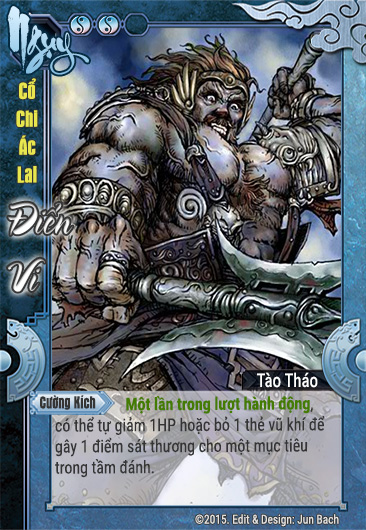 Ngụy
Cổ
Chi
Ác
Lai
Điển
Vi
Tào Tháo
Cường Kích Một lần trong lượt hành động,
có thể tự giảm 1HP hoặc bỏ 1 thẻ vũ khí để
gây 1 điểm sát thương cho một mục tiêu
trong tầm đánh.
©2015. Edit & Design: Jun Bach